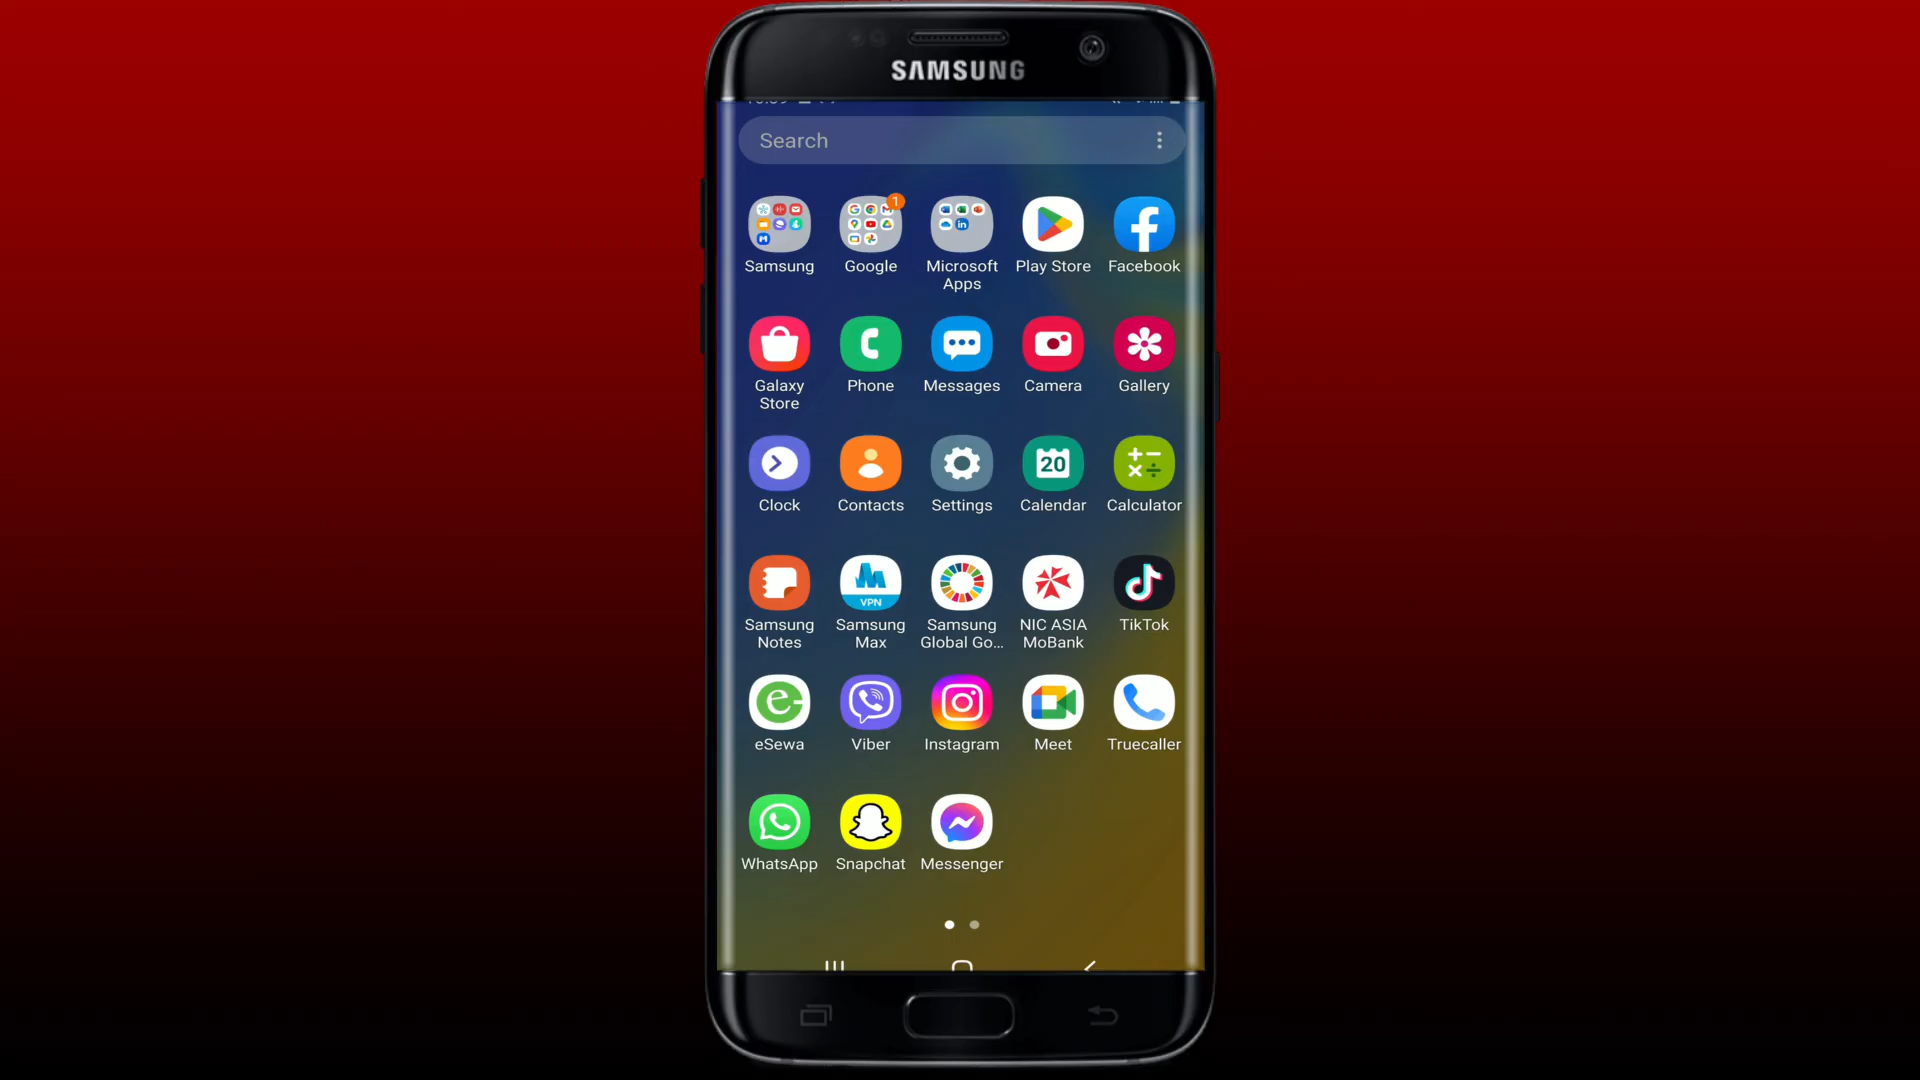 SAMSUNG
Search
1
Samsung
Google
Microsoft
Apps
Play Store
Facebook
Galaxy
Store
Phone
Messages
Camera
Gallery
20
Clock
Contacts
Settings
Calendar
Calculator
VPN
Samsung
Notes
Samsung
Max
Samsung
Global Go...
NIC ASIA
MoBank
TikTok
eSewa
Viber
Instagram
Meet
Truecaller
WhatsApp
Snapchat
Messenger